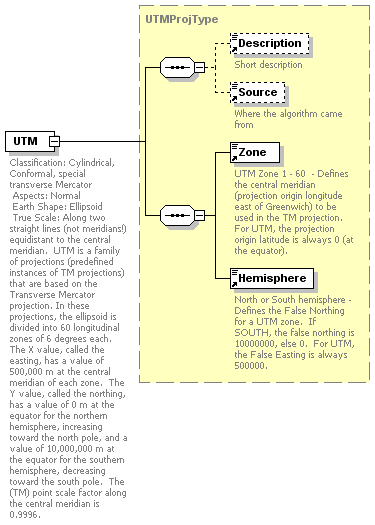 UTMProjType
Description
Short description
Source
Where the algorithm came
from
UTM
Classification: Cylindrical,
Conformal, special
transverse Mercator
Aspects: Normal
Earth Shape: Ellipsoid
True Scale: Along two
straight lines (not meridians!)
equidistant to the central
meridian.  UTM is a family
of projections (predefined
instances of TM projections)
that are based on the
Transverse Mercator
projection. In these
projections, the ellipsoid is
divided into 60 longitudinal
zones of 6 degrees each.
The X value, called the
easting, has a value of
500,000 m at the central
meridian of each zone.  The
Y value, called the northing,
has a value of 0 m at the
equator for the northern
hemisphere, increasing
toward the north pole, and a
value of 10,000,000 m at
the equator for the southern
hemisphere, decreasing
toward the south pole.  The
(TM) point scale factor along
the central meridian is
0.9996.
Zone
UTM Zone 1 - 60  - Defines
the central meridian
(projection origin longitude
east of Greenwich) to be
used in the TM projection.
For UTM, the projection
origin latitude is always 0 (at
the equator).
Hemisphere
North or South hemisphere -
Defines the False Northing
for a UTM zone.  If
SOUTH, the false northing is
10000000, else 0.  For UTM,
the False Easting is always
500000.